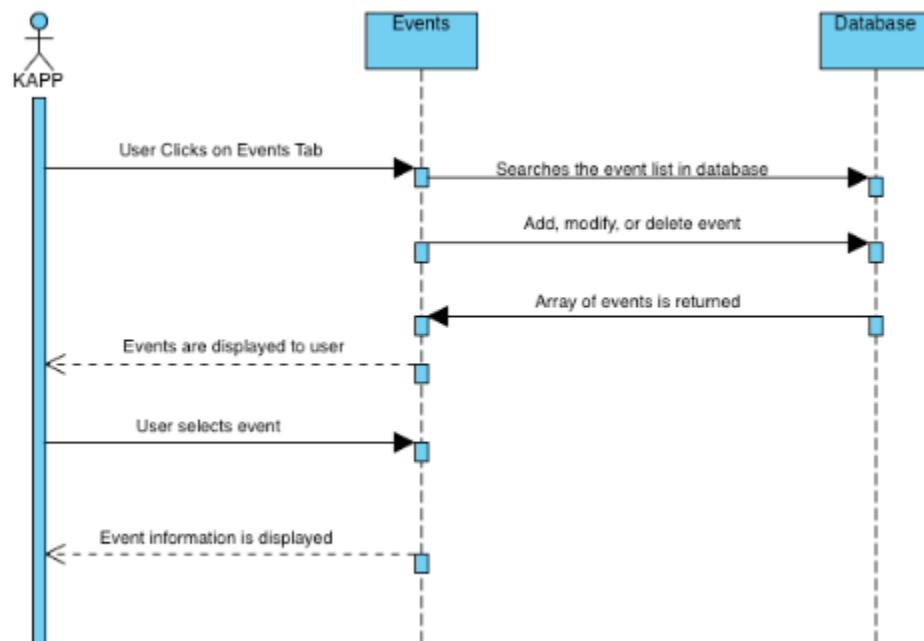 Events
Database
KAPP
User Clicks on Events Tab
Searches the event list in database
Add, modify, or delete event
Array of events is returned
Events are displayed to user
User selects event
Event information is displayed